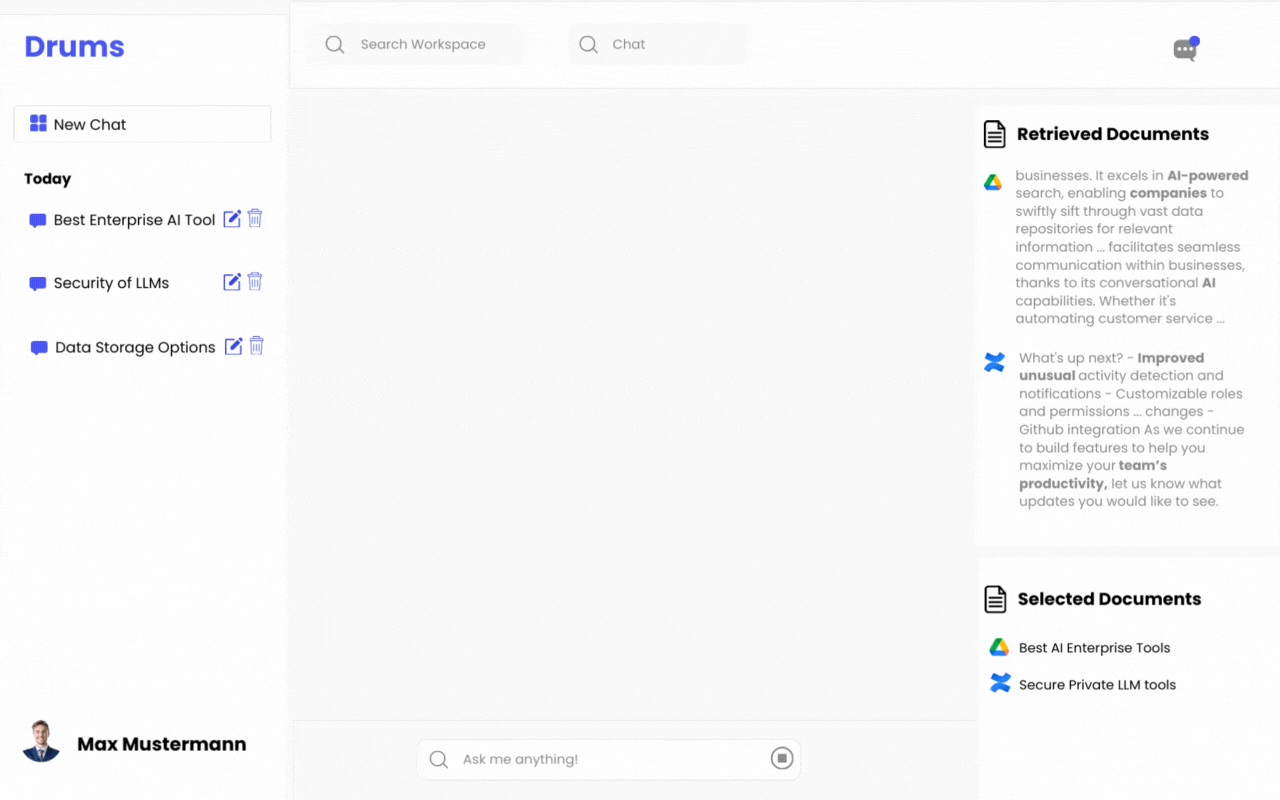 Drums
New Chat
Today
Best Enterprise AI Tool
Security of LLMs
Data Storage Options
Max Mustermann
Search Workspace
Chat
Ask me anything!
Retrieved Documents
businesses. It excels in AI-powered
search, enabling companies to
swiftly sift through vast data
repositories for relevant
information ... facilitates seamless
communication within businesses,
thanks to its conversational AI
capabilities. Whether it's
automating customer service ...
What's up next? - Improved
unusual activity detection and
notifications - Customizable roles
and permissions ... changes -
Github integration As we continue
to build features to help you
maximize your team's
productivity, let us know what
updates you would like to see.
Selected Documents
Best AI Enterprise Tools
Secure Private LLM tools